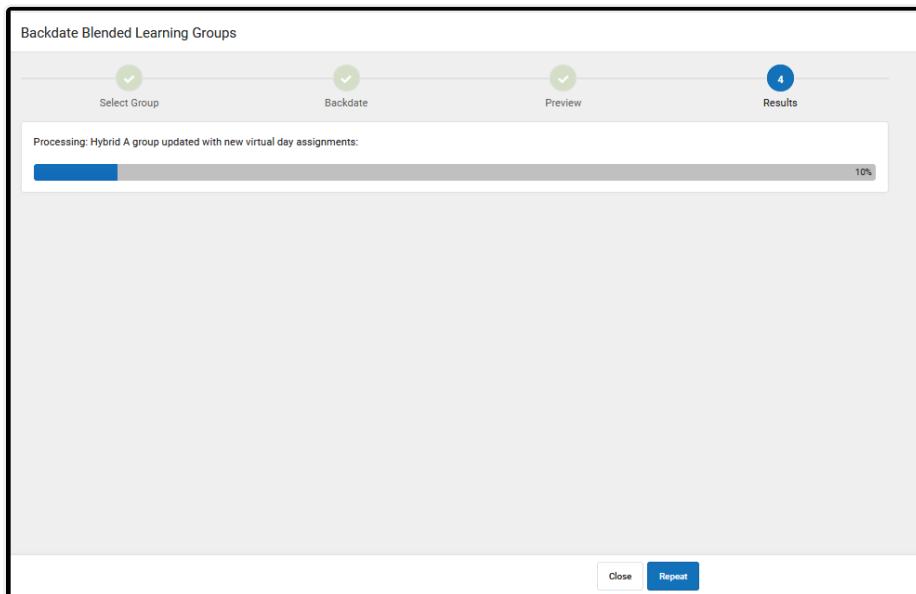 Backdate Blended Learning Groups
4
Select Group Backdate Preview Results
Processing: Hybrid A group updated with new virtual day assignments:
10%
Close Repeat